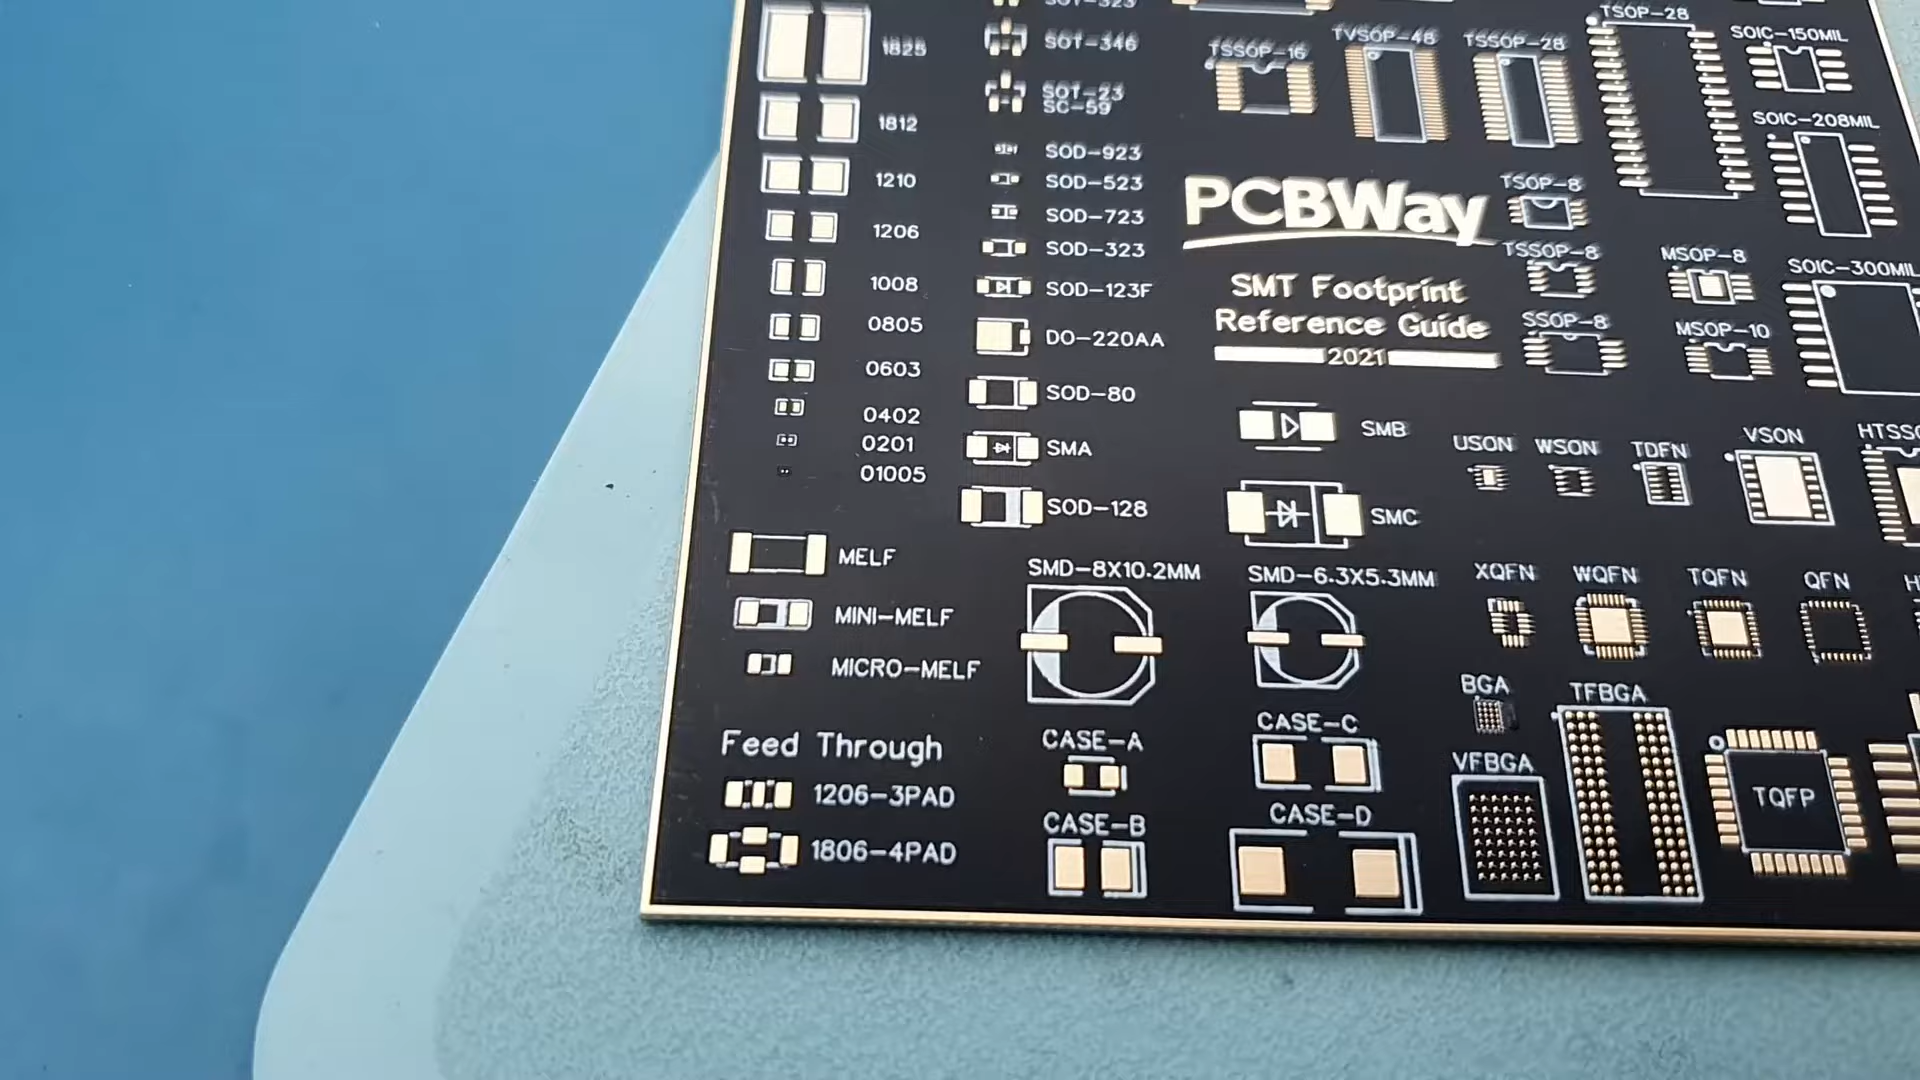 1825
1812
1210
1206
1008
0805
0603
0402
0201
01005
MELF
MINI-MELF
MICRO-MELF
Feed Through
1206-3PAD
1806-4PAD
SOT-323
SOT-346
SOT-23
SC-59
SOD-923
SOD-523
SOD-723
SOD-323
SOD-123F
DO-220AA
SOD-80
SMA
SOD-128
SMD-8X10.2MM
CASE-A
CASE-B
TSSOP-16
TVSOP-48
TSSOP-28
TSOP-28
SOIC-150MIL
SOIC-208MIL
PCBWay
SMT Footprint
Reference Guide
2021
TSOP-8
TSSOP-8
SSOP-8
MSOP-8
MSOP-10
SOIC-300MIL
SMB
SMC
SMD-6.3X5.3MM
CASE-C
CASE-D
USON
WSON
TDFN
VSON
HTSSO
XQFN
WQFN
TQFN
QFN
H
BGA
TFBGA
VFBGA
TQFP